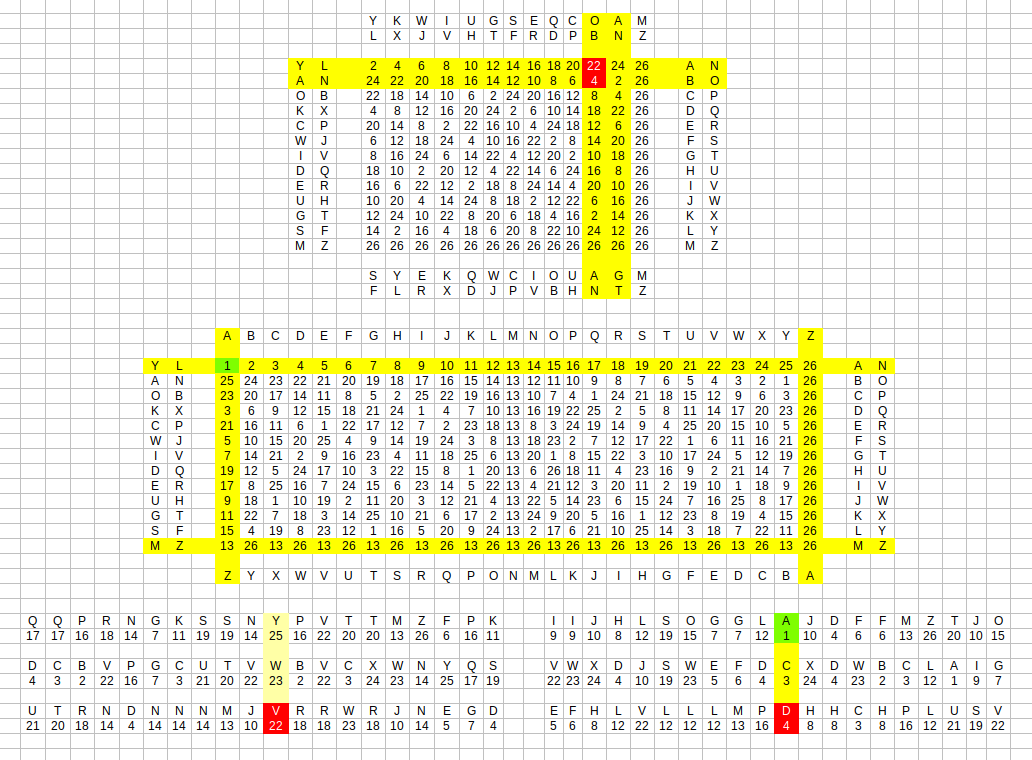 Y K W I U G S E Q C O A M
L X J V H T F R D P B N Z
Y L 2 4 6 8 10 12 14 16 18 20 22 24 26 A N
A N 24 22 20 18 16 14 12 10 8 6 4 2 26 B O
O B 22 18 14 10 6 2 24 20 16 12 8 4 26 C P
K X 4 8 12 16 20 24 2 6 10 14 18 22 26 D Q
C P 20 14 8 2 22 16 10 4 24 18 12 6 26 E R
W J 6 12 18 24 4 10 16 22 2 8 14 20 26 F S
I V 8 16 24 6 14 22 4 12 20 2 10 18 26 G T
D Q 18 10 2 20 12 4 22 14 6 24 16 8 26 H U
E R 16 6 22 12 2 18 8 24 14 4 20 10 26 I V
U H 10 20 4 14 24 8 18 2 12 22 6 16 26 J W
G T 12 24 10 22 8 20 6 18 4 16 2 14 26 K X
S F 14 2 16 4 18 6 20 8 22 10 24 12 26 L Y
M Z 26 26 26 26 26 26 26 26 26 26 26 26 26 M Z
S Y E K Q W C I O U A G M
F L R X D J P V B H N T Z
A B C D E F G H I J K L M N O P Q R S T U V W X Y Z
Y L 1 2 3 4 5 6 7 8 9 10 11 12 13 14 15 16 17 18 19 20 21 22 23 24 25 26 A N
A N 25 24 23 22 21 20 19 18 17 16 15 14 13 12 11 10 9 8 7 6 5 4 3 2 1 26 B O
O B 23 20 17 14 11 8 5 2 25 22 19 16 13 10 7 4 1 24 21 18 15 12 9 6 3 26 C P
K X 3 6 9 12 15 18 21 24 1 4 7 10 13 16 19 22 25 2 5 8 11 14 17 20 23 26 D Q
C P 21 16 11 6 1 22 17 12 7 2 23 18 13 8 3 24 19 14 9 4 25 20 15 10 5 26 E R
W J 5 10 15 20 25 4 9 14 19 24 3 8 13 18 23 2 7 12 17 22 1 6 11 16 21 26 F S
I V 7 14 21 2 9 16 23 4 11 18 25 6 13 20 1 8 15 22 3 10 17 24 5 12 19 26 G T
D Q 19 12 5 24 17 10 3 22 15 8 1 20 13 6 26 18 11 4 23 16 9 2 21 14 7 26 H U
E R 17 8 25 16 7 24 15 6 23 14 5 22 13 4 21 12 3 20 11 2 19 10 1 18 9 26 I V
U H 9 18 1 10 19 2 11 20 3 12 21 4 13 22 5 14 23 6 15 24 7 16 25 8 17 26 J W
G T 11 22 7 18 3 14 25 10 21 6 17 2 13 24 9 20 5 16 1 12 23 8 19 4 15 26 K X
S F 15 4 19 8 23 12 1 16 5 20 9 24 13 2 17 6 21 10 25 14 3 18 7 22 11 26 L Y
M Z 13 26 13 26 13 26 13 26 13 26 13 26 13 26 13 26 13 26 13 26 13 26 13 26 13 26 M Z
Z Y X W V U T S R Q P O N M L K J I H G F E D C B A
Q Q P R N G K S S N Y P V T T M Z F P K I I J H L S O G G L A J D F F M Z T J O
17 17 16 18 14 7 11 19 19 14 25 16 22 20 20 13 26 6 16 11 9 9 10 8 12 19 15 7 7 12 1 10 4 6 6 13 26 20 10 15
D C B V P G C U T V W B V C X W N Y Q S V W X D J S W E F D C X D W B C L A I G
4 3 2 22 16 7 3 21 20 22 23 2 22 3 24 23 14 25 17 19 22 23 24 4 10 19 23 5 6 4 3 24 4 23 2 3 12 1 9 7
U T R N D N N N M J V R R W R J N E G D E F H L V L L L M P D H H C H P L U S V
21 20 18 14 4 14 14 14 13 10 22 18 18 23 18 10 14 5 7 4 5 6 8 12 22 12 12 12 13 16 4 8 8 3 8 16 12 21 19 22